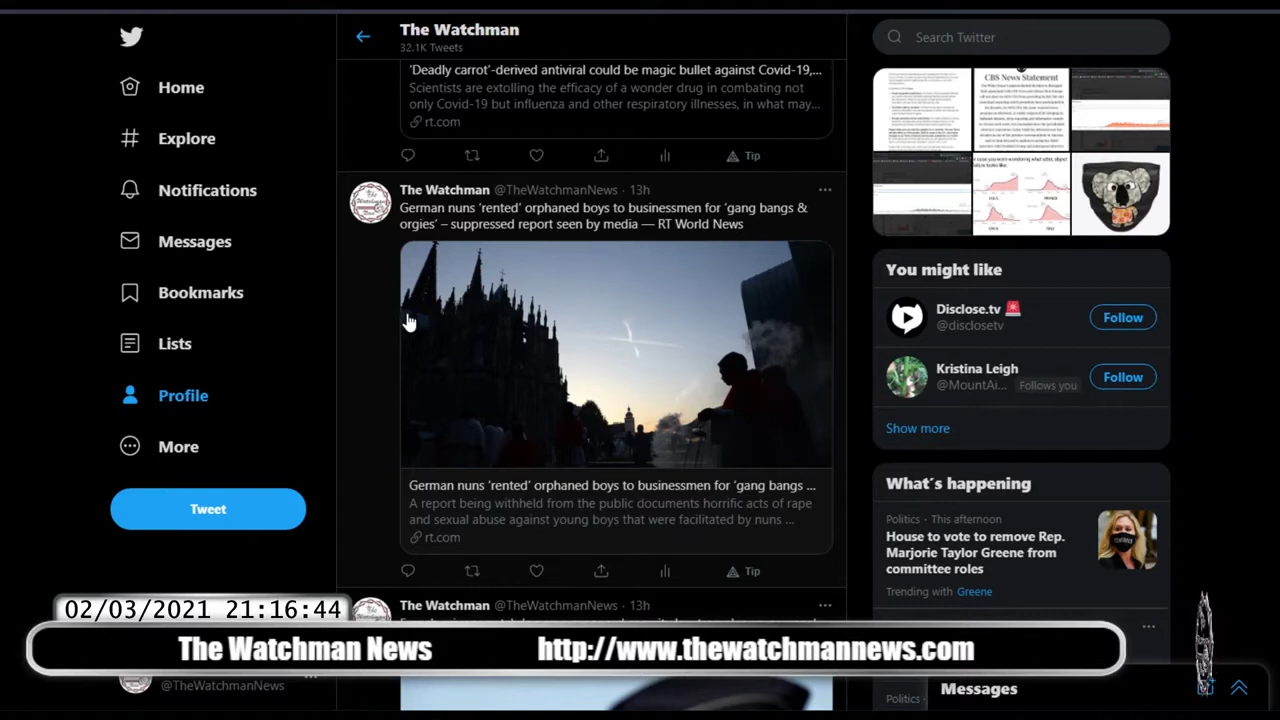 Home
Explore
Notifications
Messages
Bookmarks
Lists
Profile
More
Tweet
@TheWatchmanNews
The Watchman
32.1K Tweets
'Deadly carrot'-derived antiviral could be magic bullet against Covid-19,...
are extolling the efficacy of a wonder drug in combating not
only Covid19 but influenza and other respiratory illnesses, in what may...
rt.com
Tip
The Watchman @TheWatchmanNews · 13h
German nuns 'rented' orphaned boys to businessmen for 'gang bangs &
orgies' – suppressed report seen by media — RT World News
German nuns 'rented' orphaned boys to businessmen for 'gang bangs ...
A report being withheld from the public documents horrific acts of rape
and sexual abuse against young boys that were facilitated by nuns ...
rt.com
Tip
The Watchman @TheWatchmanNews · 13h
Search Twitter
CBS News Statement
You might like
Disclose.tv
@disclosetv
Follow
Kristina Leigh
@MountAi... Follows you
Follow
Show more
What's happening
Politics · This afternoon
House to vote to remove Rep.
Marjorie Taylor Greene from
committee roles
Trending with Greene
Politics ·
Messages
02/03/2021 21:16:44
The Watchman News http://www.thewatchmannews.com